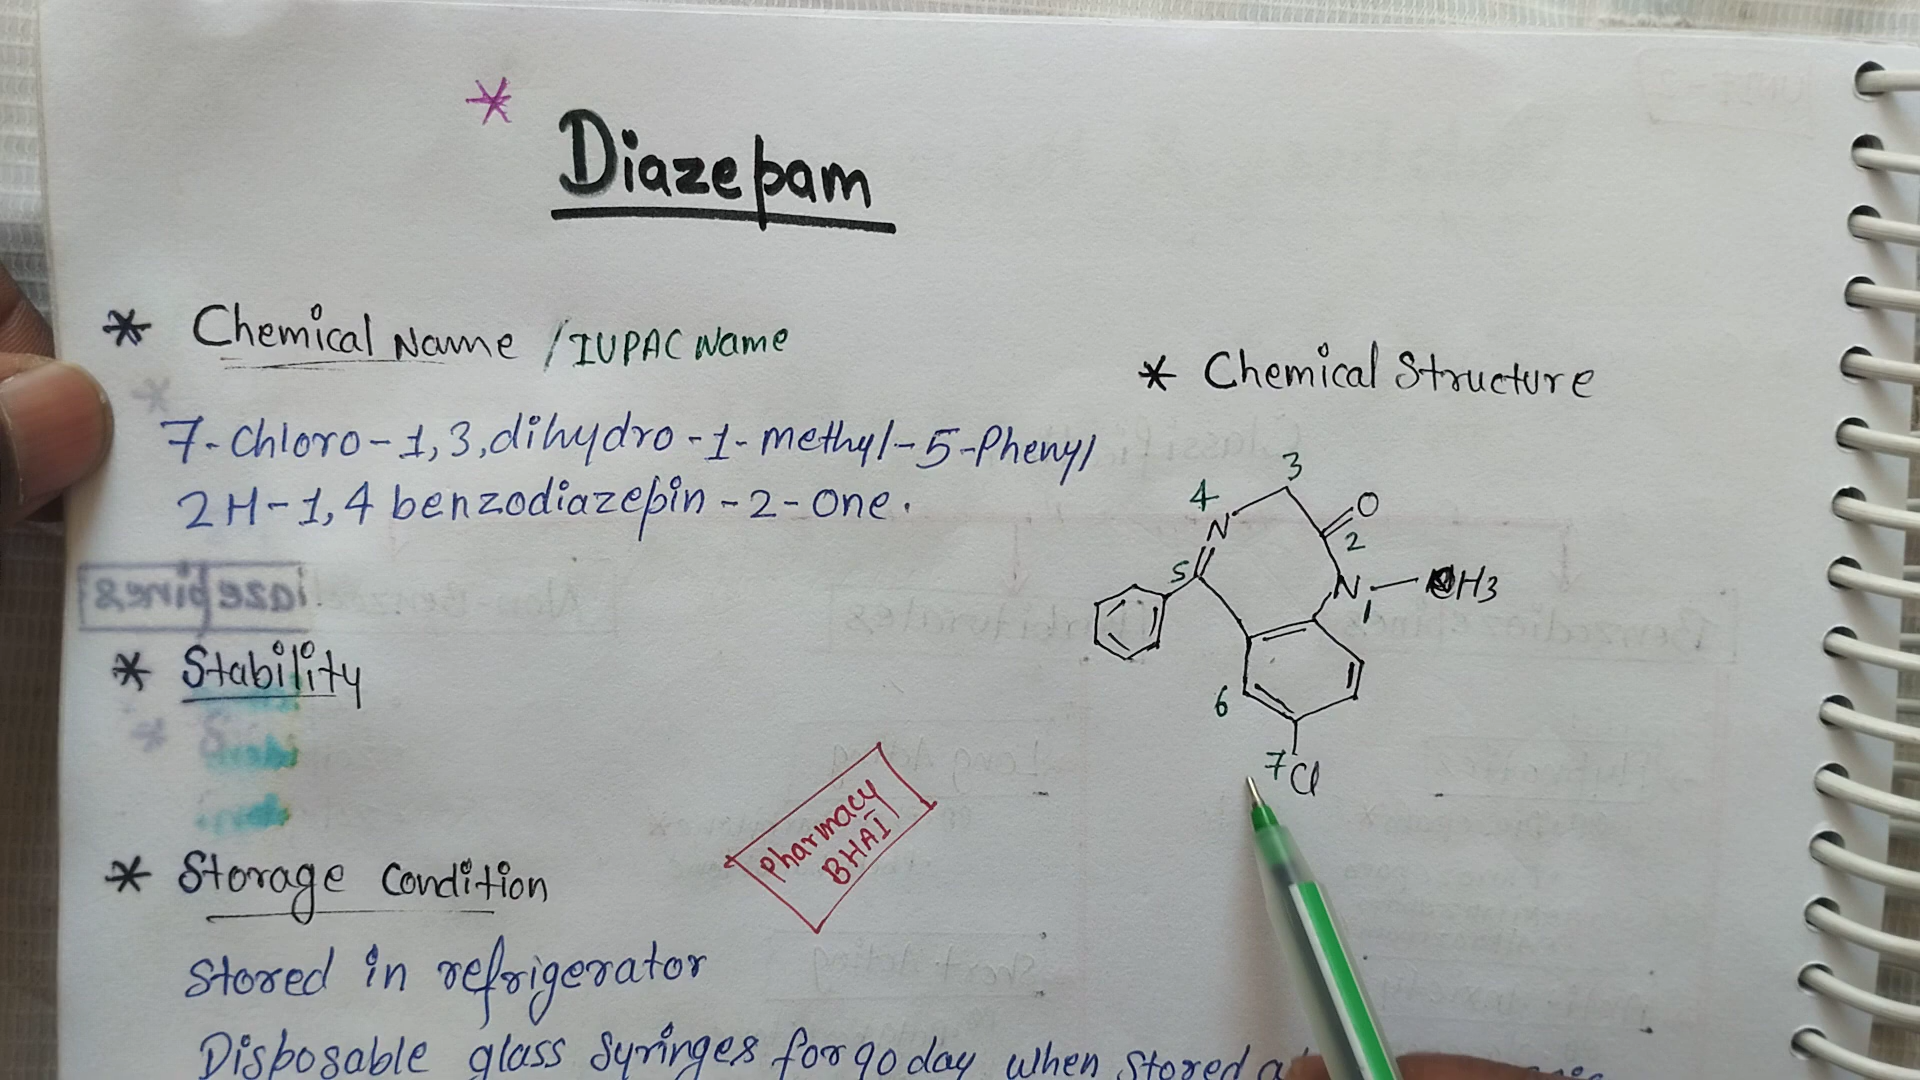 * Diazepam
* Chemical Name / IUPAC Name
7-Chloro-1,3,dihydro-1-methyl-5-Phenyl
2H-1,4 benzodiazepin-2-one.
* Chemical Structure
3
4
N
O
2
5
N
1
CH3
6
7
Cl
* Stability
Pharmacy
BHAI
* Storage Condition
Stored in refrigerator
Disposable glass Syringes for 90 day when Stored